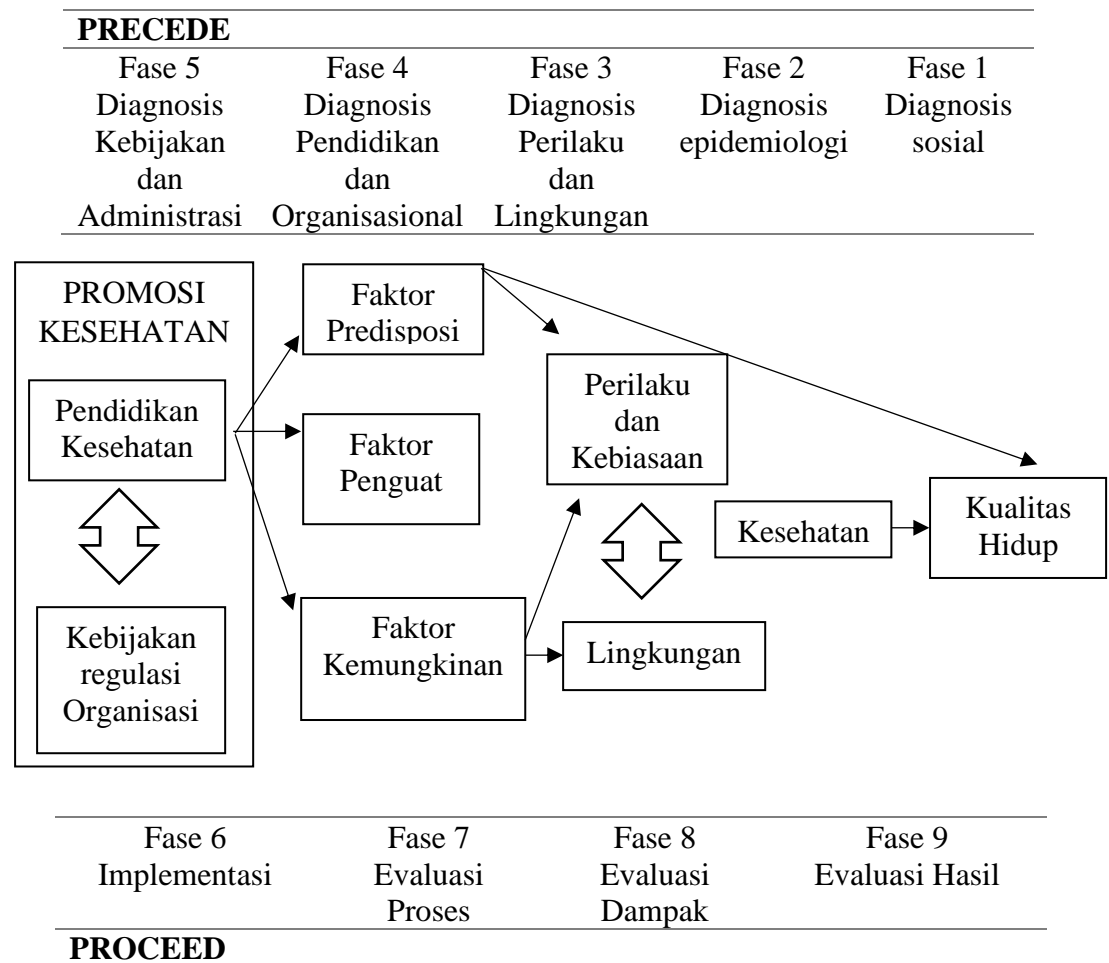 PRECEDE
Fase 5
Diagnosis
Kebijakan
dan
Administrasi
Fase 4
Diagnosis
Pendidikan
dan
Organisasional
Fase 3
Diagnosis
Perilaku
dan
Lingkungan
Fase 2
Diagnosis
epidemiologi
Fase 1
Diagnosis
sosial
PROMOSI
KESEHATAN
Pendidikan
Kesehatan
Kebijakan
regulasi
Organisasi
Faktor
Predisposi
Faktor
Penguat
Faktor
Kemungkinan
Perilaku
dan
Kebiasaan
Lingkungan
Kesehatan
Kualitas
Hidup
Fase 6
Implementasi
Fase 7
Evaluasi
Proses
Fase 8
Evaluasi
Dampak
Fase 9
Evaluasi Hasil
PROCEED